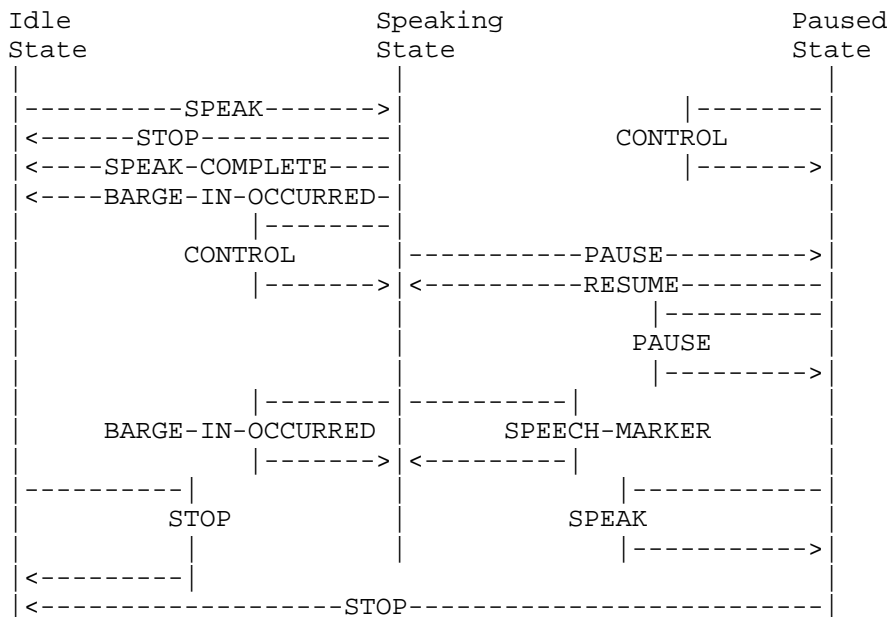 Idle Speaking Paused
State State State
SPEAK
STOP CONTROL
SPEAK-COMPLETE
BARGE-IN-OCCURRED
CONTROL PAUSE
RESUME
PAUSE
BARGE-IN-OCCURRED SPEECH-MARKER
STOP SPEAK
STOP